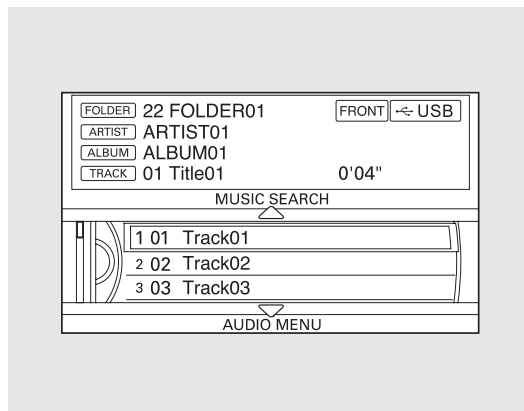 FOLDER 22 FOLDER01 FRONT USB
ARTIST ARTIST01
ALBUM ALBUM01
TRACK 01 Title01 0'04"
MUSIC SEARCH
1 01 Track01
2 02 Track02
3 03 Track03
AUDIO MENU